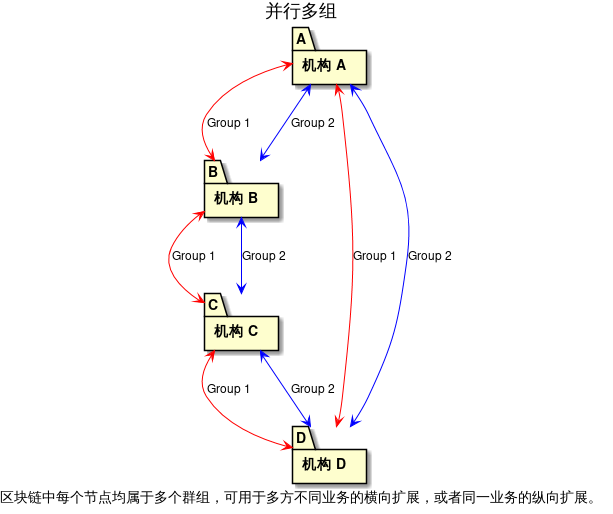 并行多组
A
机构 A
Group 1
Group 2
B
机构 B
Group 1
Group 2
Group 1
Group 2
C
机构 C
Group 1
Group 2
D
机构 D
区块链中每个节点均属于多个群组，可用于多方不同业务的横向扩展，或者同一业务的纵向扩展。